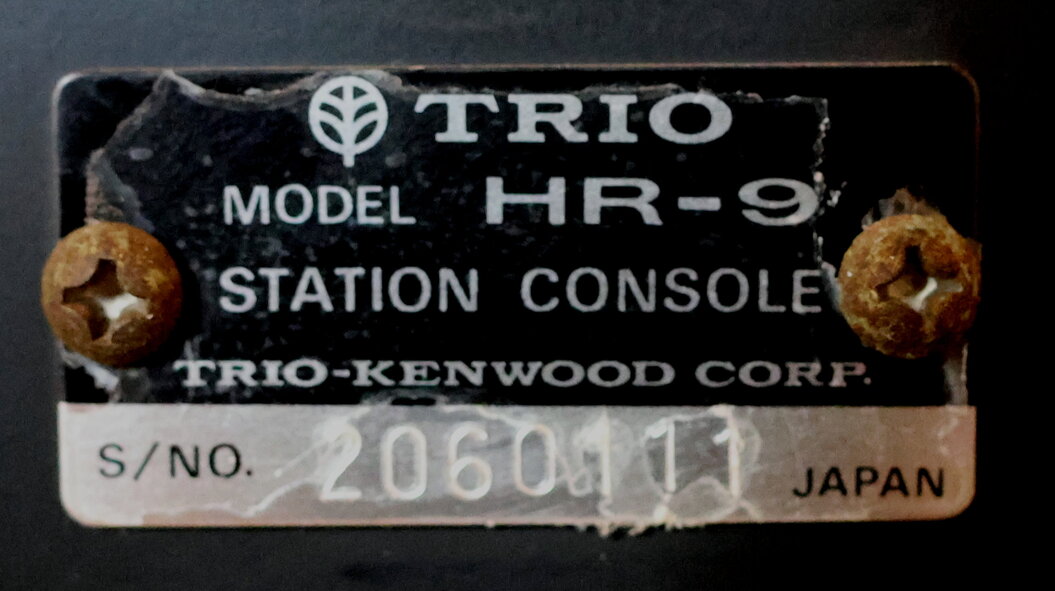 TRIO
MODEL HR-9
STATION CONSOLE
TRIO-KENWOOD CORP.
S/NO. 2060111 JAPAN